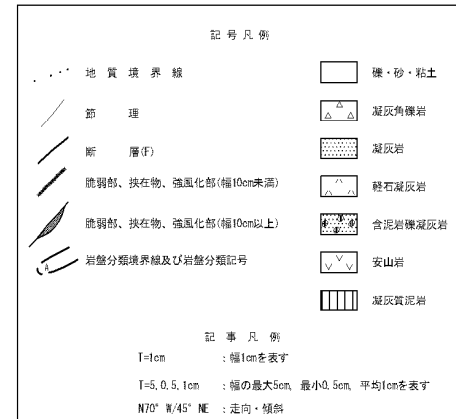 記号凡例
地質境界線
節理
断層(F)
脆弱部、挟在物、強風化部(幅10cm未満)
脆弱部、挟在物、強風化部(幅10cm以上)
A 岩盤分類境界線及び岩盤分類記号
礫・砂・粘土
凝灰角礫岩
凝灰岩
軽石凝灰岩
含泥岩礫凝灰岩
安山岩
凝灰質泥岩
記事凡例
T=1cm :幅1cmを表す
T=5,0.5,1cm :幅の最大5cm, 最小0.5cm, 平均1cmを表す
N70° W/45° NE :走向・傾斜